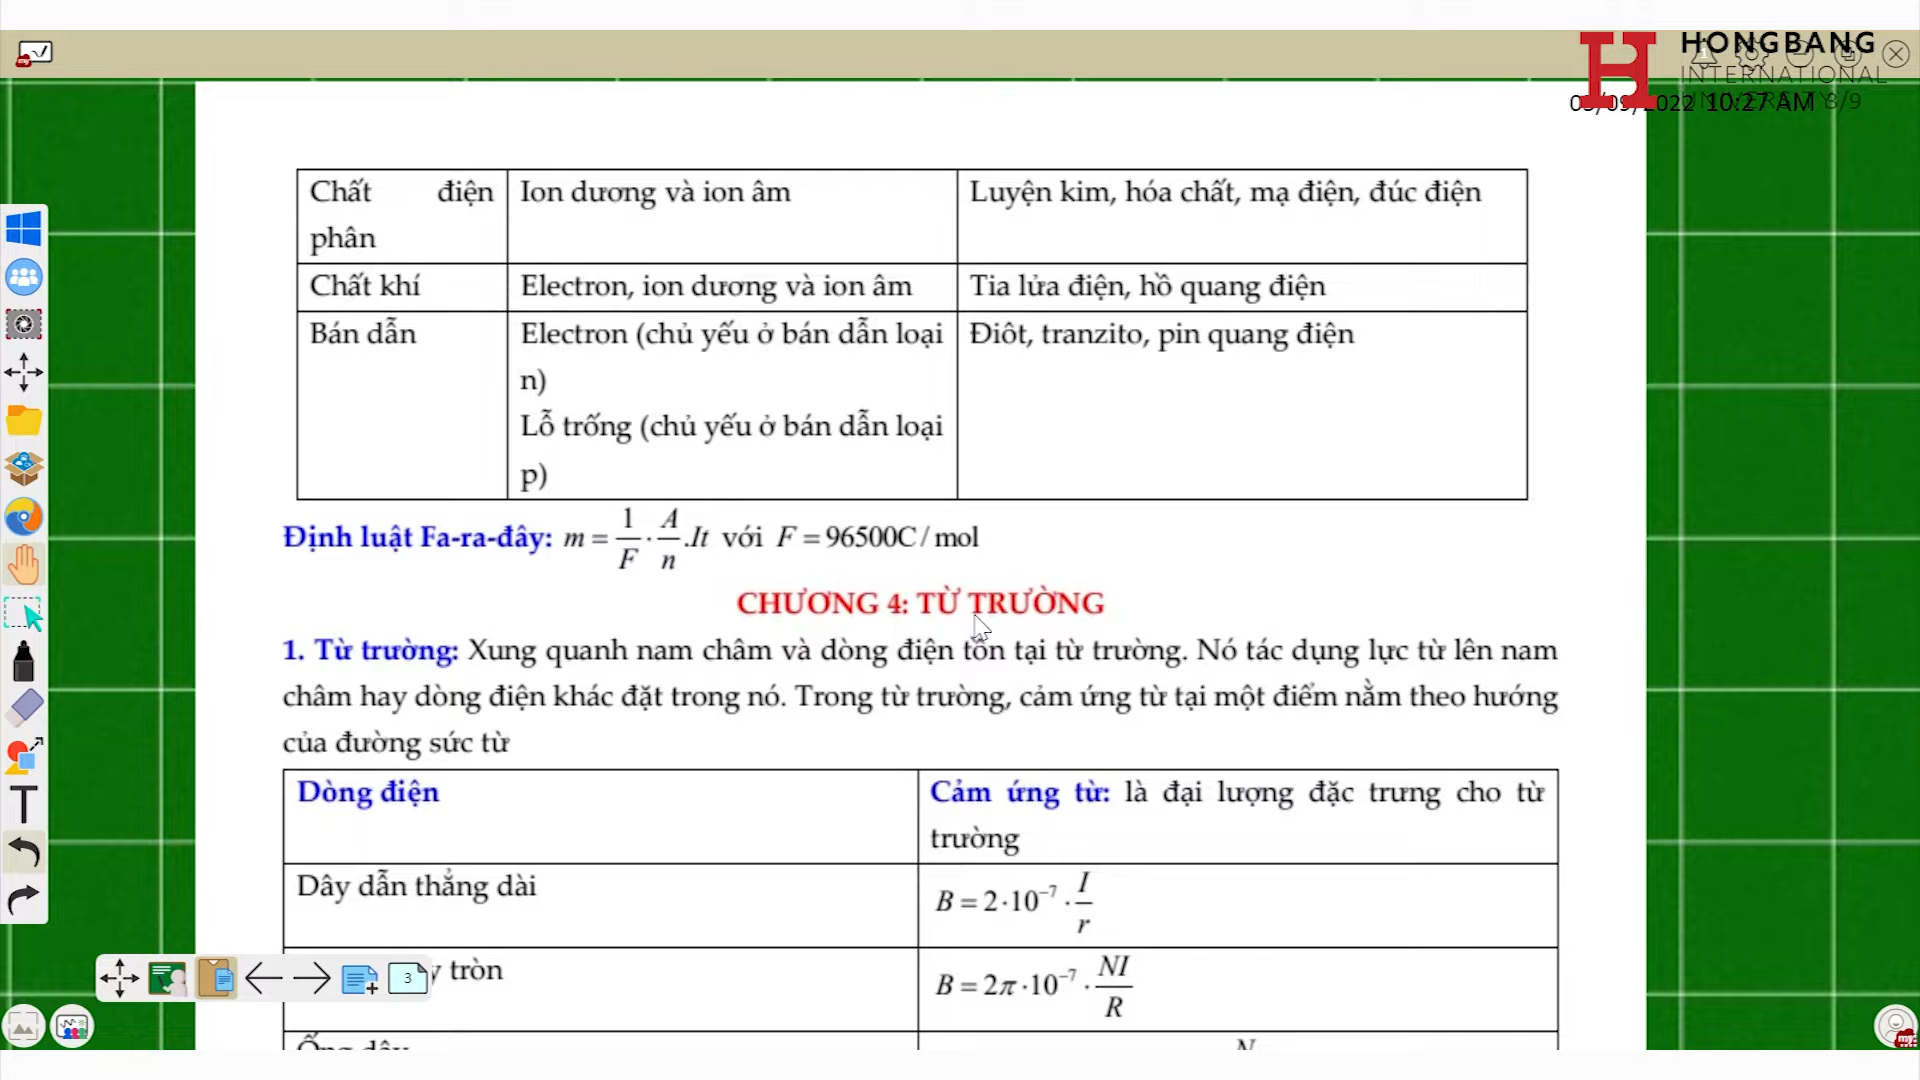 HONGBANG
INTERNATIONAL
UNIVERSITY
10:27 AM
Chất điện
phân
Ion dương và ion âm
Luyện kim, hóa chất, mạ điện, đúc điện
Chất khí
Electron, ion dương và ion âm
Tia lửa điện, hồ quang điện
Bán dẫn
Electron (chủ yếu ở bán dẫn loại
n)
Lỗ trống (chủ yếu ở bán dẫn loại
p)
Điôt, tranzito, pin quang điện
Định luật Fa-ra-đây: m = 1/F · A/n .It với F = 96500C / mol
CHƯƠNG 4: TỪ TRƯỜNG
1. Từ trường: Xung quanh nam châm và dòng điện tồn tại từ trường. Nó tác dụng lực từ lên nam
châm hay dòng điện khác đặt trong nó. Trong từ trường, cảm ứng từ tại một điểm nằm theo hướng
của đường sức từ
Dòng điện
Cảm ứng từ: là đại lượng đặc trưng cho từ
trường
Dây dẫn thẳng dài
B = 2·10⁻⁷ · I/r
tròn
B = 2π·10⁻⁷ · NI/R
3